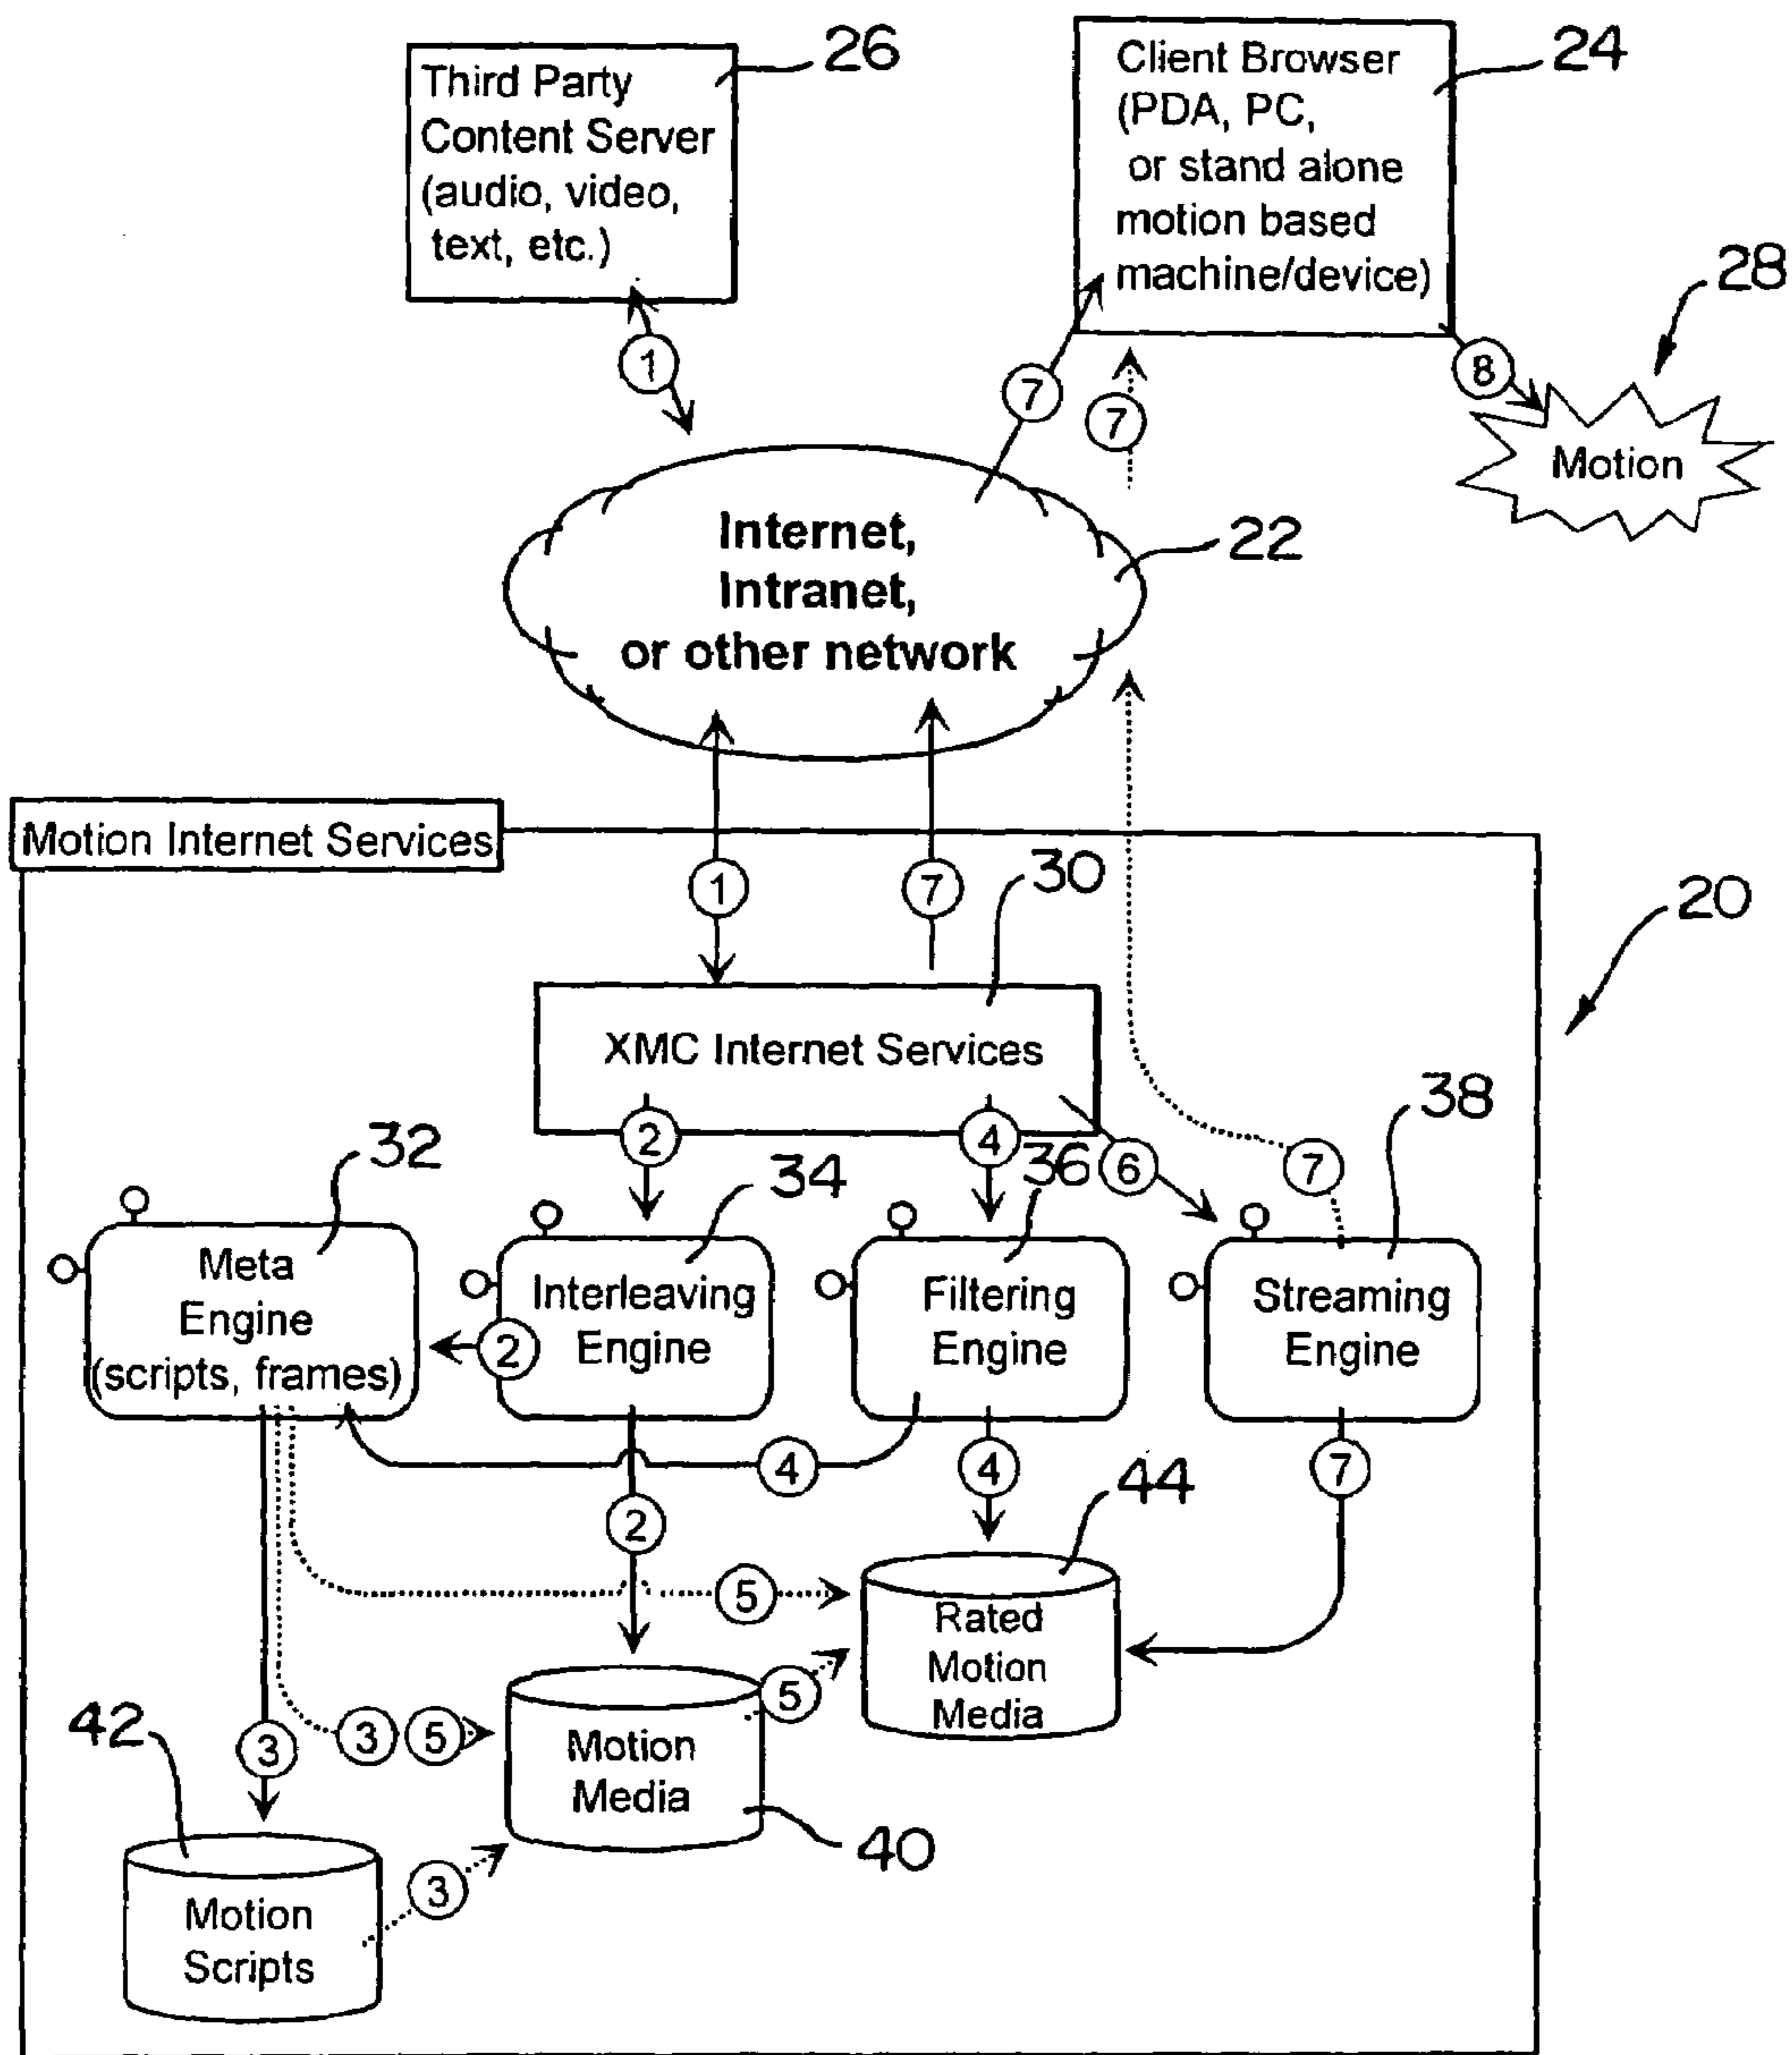 26
Third Party
Content Server
(audio, video,
text, etc.)
24
Client Browser
(PDA, PC,
or stand alone
motion based
machine/device)
28
1
7
7
8
Motion
Internet,
Intranet,
or other network
22
Motion Internet Services
1
7
30
20
XMC Internet Services
38
2
4
36
6
7
32
34
Meta
Engine
(scripts, frames)
Interleaving
Engine
Filtering
Engine
Streaming
Engine
2
4
4
7
2
44
5
Rated
Motion
Media
5
42
3
3
5
Motion
Media
40
3
Motion
Scripts